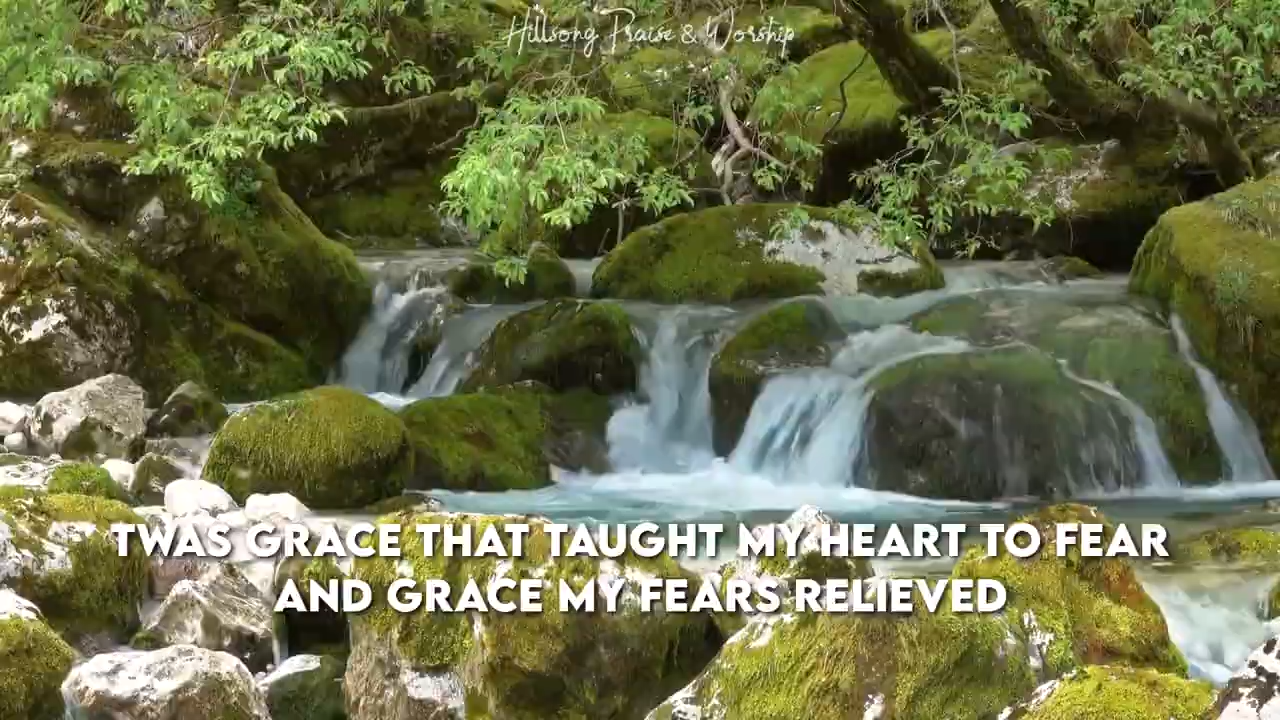 Hillsong Praise & Worship
TWAS GRACE THAT TAUGHT MY HEART TO FEAR
AND GRACE MY FEARS RELIEVED